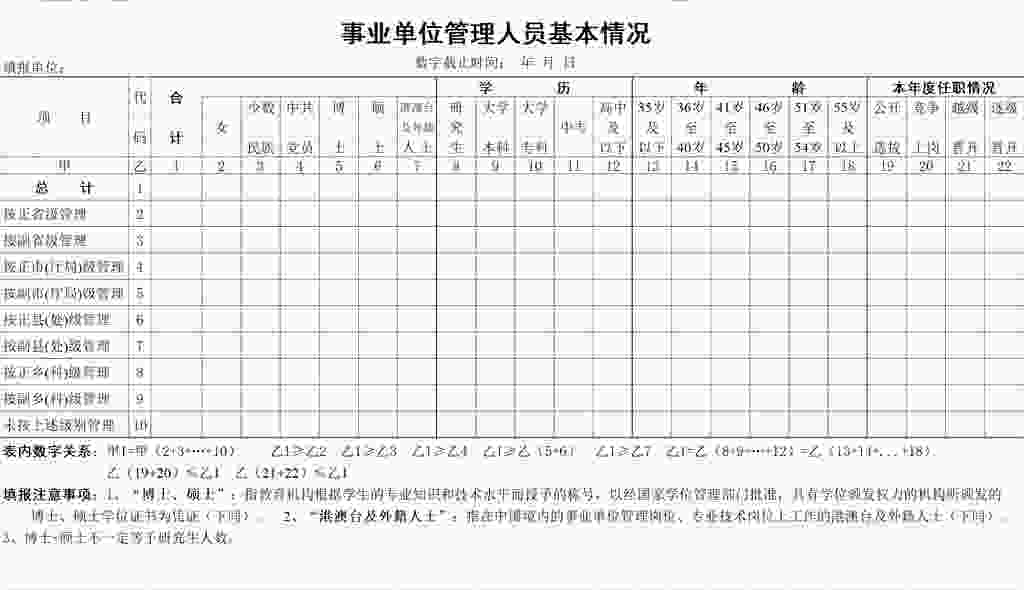 事业单位管理人员基本情况
填报单位: 数字截止时间: 年 月 日
项 目 代码 合计 女 少数民族 中共党员 博士 硕士 港澳台及外籍人士 学 历 年 龄 本年度任职情况
研究生 大学本科 大学专科 中专 高中及以下 35岁及以下 36岁至40岁 41岁至45岁 46岁至50岁 51岁至54岁 55岁及以上 公开选拔 竞争上岗 越级晋升 逐级晋升
甲 乙 1 2 3 4 5 6 7 8 9 10 11 12 13 14 15 16 17 18 19 20 21 22
总 计 1
按正省级管理 2
按副省级管理 3
按正市(厅局)级管理 4
按副市(厅局)级管理 5
按正县(处)级管理 6
按副县(处)级管理 7
按正乡(科)级管理 8
按副乡(科)级管理 9
未按上述级别管理 10
表内数字关系: 甲1=甲(2+3+…+10) 乙1≥乙2 乙1≥乙3 乙1≥乙4 乙1≥乙(5+6) 乙1≥乙7 乙1=乙(8+9+…+12)=乙(13+14+...+18)
乙(19+20)≤乙1 乙(21+22)≤乙1
填报注意事项: 1、“博士、硕士”: 指教育机构根据学生的专业知识和技术水平而授予的称号, 以经国家学位管理部门批准, 具有学位颁发权力的机构所颁发的
博士、硕士学位证书为凭证(下同)。 2、“港澳台及外籍人士”: 指在中国境内的事业单位管理岗位、专业技术岗位上工作的港澳台及外籍人士(下同)。
3、博士+硕士不一定等于研究生人数。